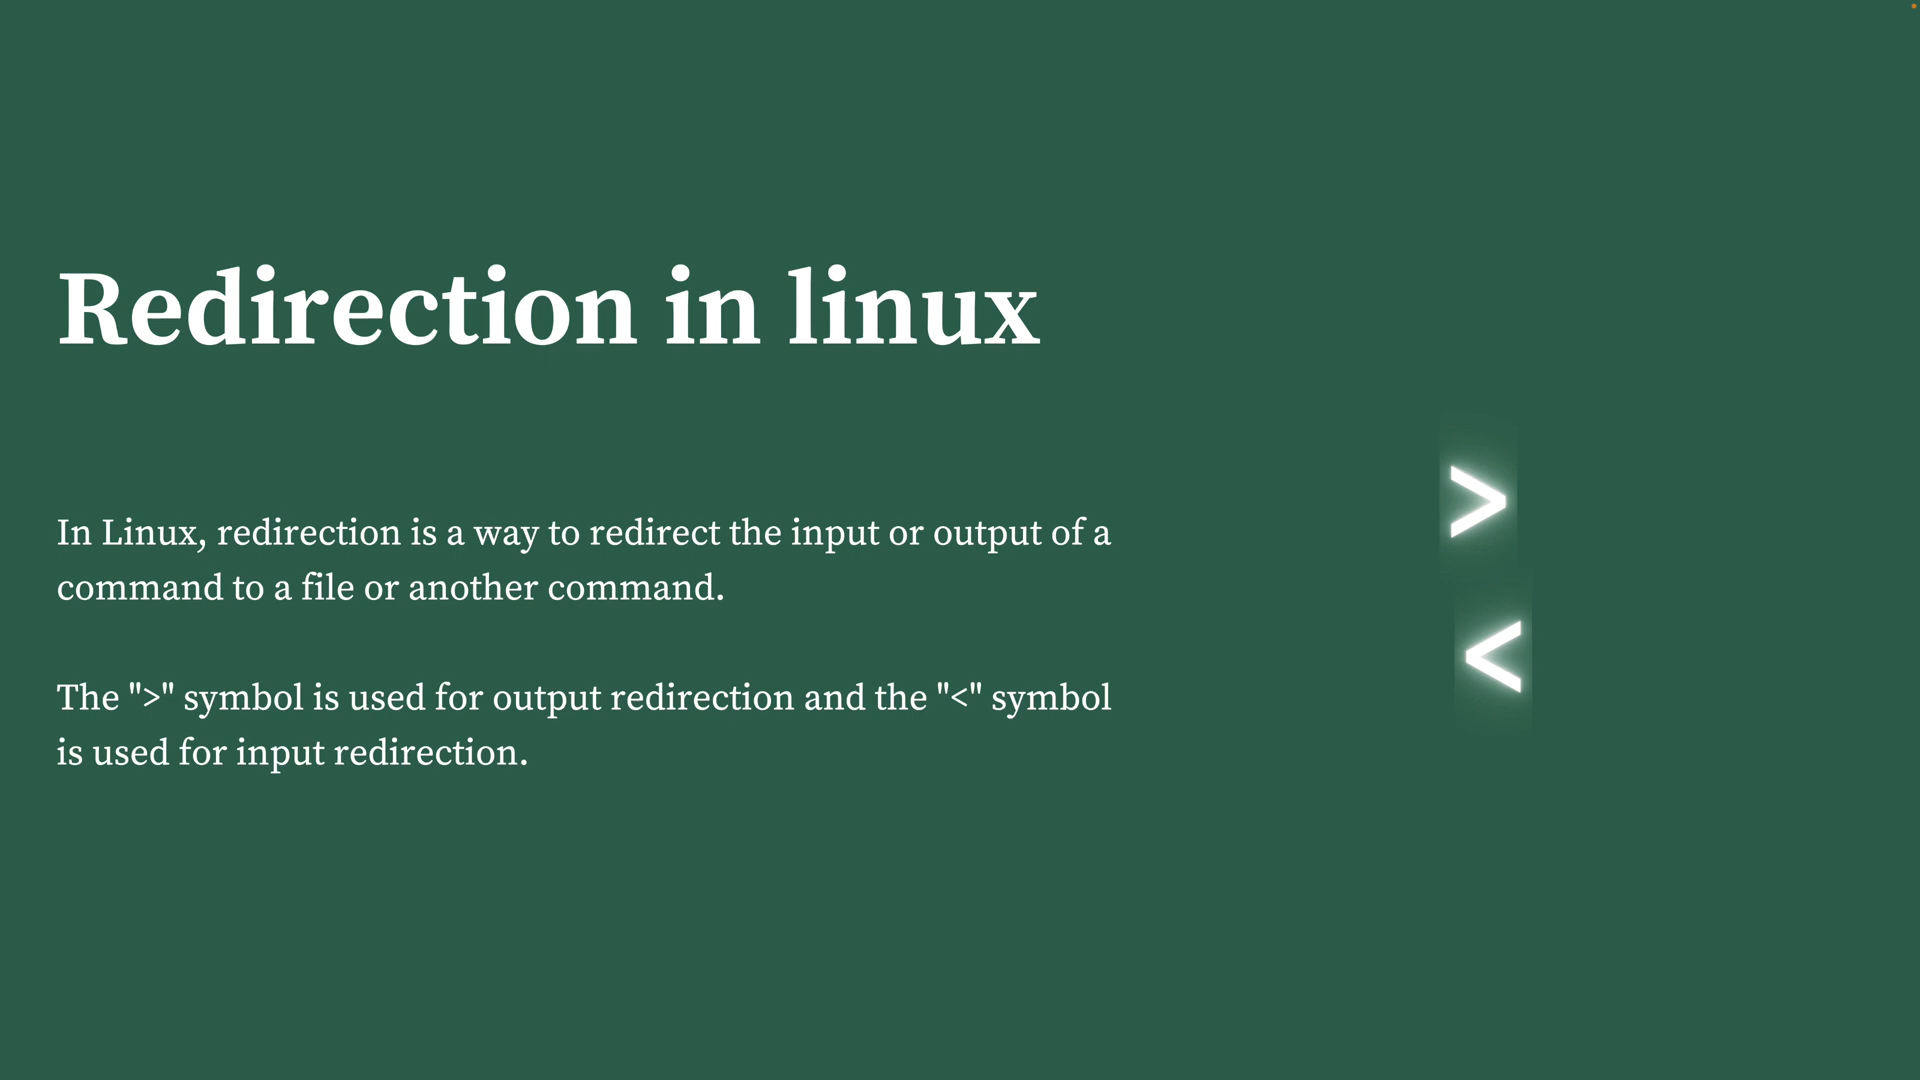 Redirection in linux
In Linux, redirection is a way to redirect the input or output of a
command to a file or another command.
The ">" symbol is used for output redirection and the "<" symbol
is used for input redirection.
>
<